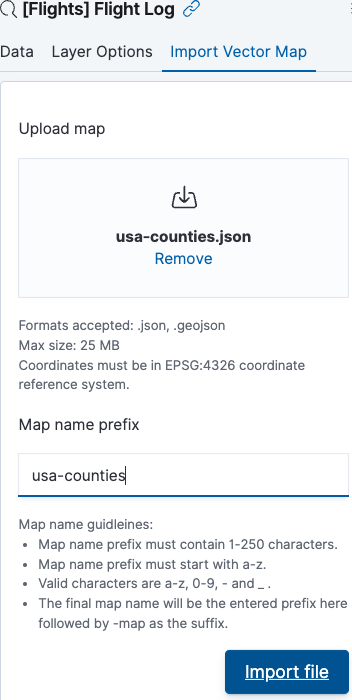 [Flights] Flight Log
Data Layer Options Import Vector Map
Upload map
usa-counties.json
Remove
Formats accepted: .json, .geojson
Max size: 25 MB
Coordinates must be in EPSG:4326 coordinate
reference system.
Map name prefix
usa-counties
Map name guidleines:
• Map name prefix must contain 1-250 characters.
• Map name prefix must start with a-z.
• Valid characters are a-z, 0-9, - and _ .
• The final map name will be the entered prefix here
followed by -map as the suffix.
Import file